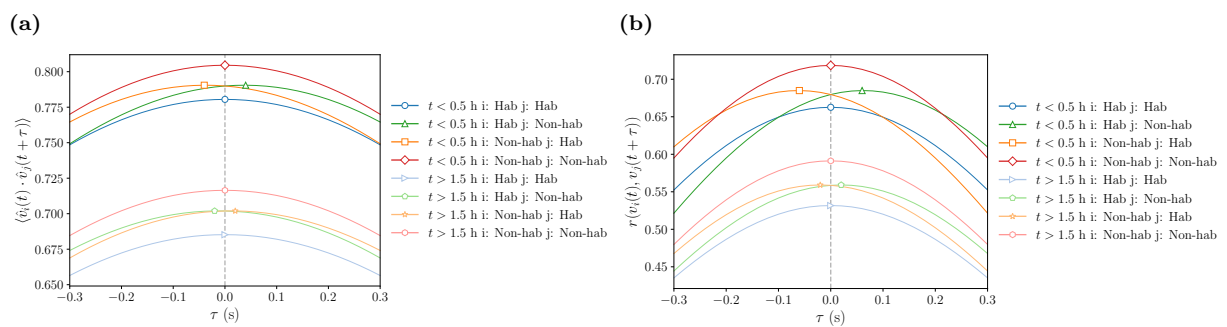 (a)
⟨v̂ᵢ(t) · v̂ⱼ(t + τ)⟩
0.800
0.775
0.750
0.725
0.700
0.675
0.650
−0.3 −0.2 −0.1 0.0 0.1 0.2 0.3
τ (s)
t < 0.5 h i: Hab j: Hab
t < 0.5 h i: Hab j: Non-hab
t < 0.5 h i: Non-hab j: Hab
t < 0.5 h i: Non-hab j: Non-hab
t > 1.5 h i: Hab j: Hab
t > 1.5 h i: Hab j: Non-hab
t > 1.5 h i: Non-hab j: Hab
t > 1.5 h i: Non-hab j: Non-hab
(b)
r(vᵢ(t), vⱼ(t + τ))
0.70
0.65
0.60
0.55
0.50
0.45
−0.3 −0.2 −0.1 0.0 0.1 0.2 0.3
τ (s)
t < 0.5 h i: Hab j: Hab
t < 0.5 h i: Hab j: Non-hab
t < 0.5 h i: Non-hab j: Hab
t < 0.5 h i: Non-hab j: Non-hab
t > 1.5 h i: Hab j: Hab
t > 1.5 h i: Hab j: Non-hab
t > 1.5 h i: Non-hab j: Hab
t > 1.5 h i: Non-hab j: Non-hab